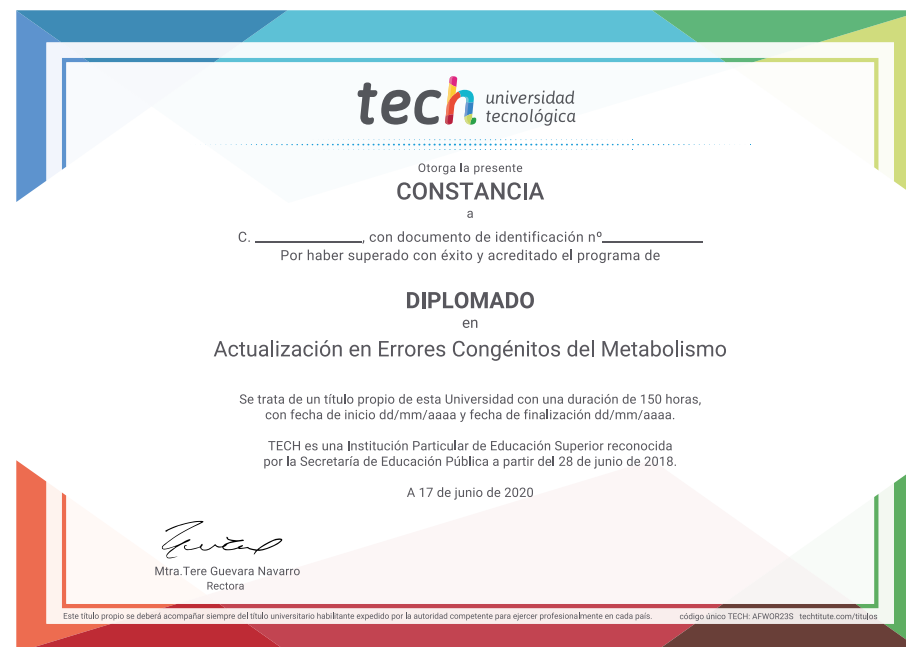 tech universidad
tecnológica
Otorga la presente
CONSTANCIA
a
C. ______________, con documento de identificación nº_____________
Por haber superado con éxito y acreditado el programa de
DIPLOMADO
en
Actualización en Errores Congénitos del Metabolismo
Se trata de un título propio de esta Universidad con una duración de 150 horas,
con fecha de inicio dd/mm/aaaa y fecha de finalización dd/mm/aaaa.
TECH es una Institución Particular de Educación Superior reconocida
por la Secretaría de Educación Pública a partir del 28 de junio de 2018.
A 17 de junio de 2020
Mtra.Tere Guevara Navarro
Rectora
Este título propio se deberá acompañar siempre del título universitario habilitante expedido por la autoridad competente para ejercer profesionalmente en cada país. código único TECH: AFWOR23S techtitute.com/titulos